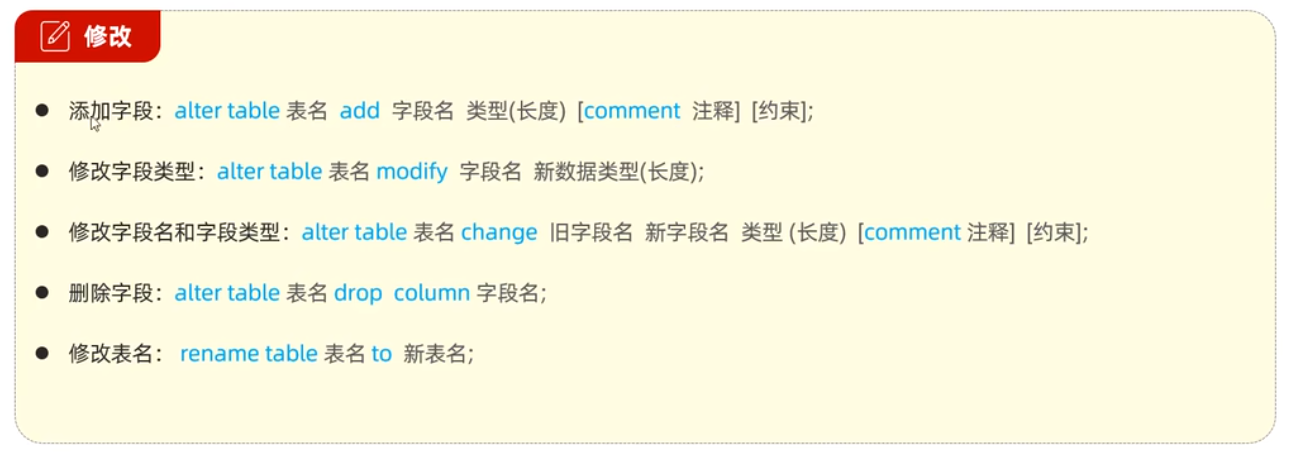 修改
添加字段：alter table 表名 add 字段名 类型(长度) [comment 注释] [约束];
修改字段类型：alter table 表名 modify 字段名 新数据类型(长度);
修改字段名和字段类型：alter table 表名 change 旧字段名 新字段名 类型 (长度) [comment 注释] [约束];
删除字段：alter table 表名 drop column 字段名;
修改表名： rename table 表名 to 新表名;